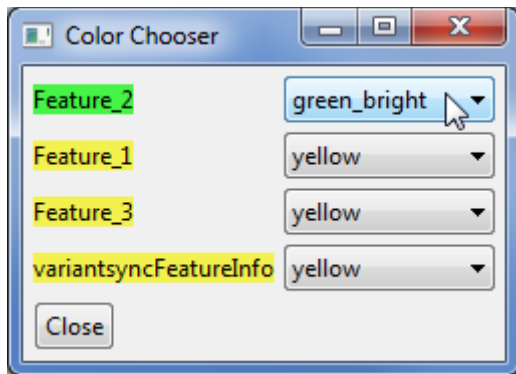 Color Chooser
Feature_2 green_bright
Feature_1 yellow
Feature_3 yellow
variantsyncFeatureInfo yellow
Close